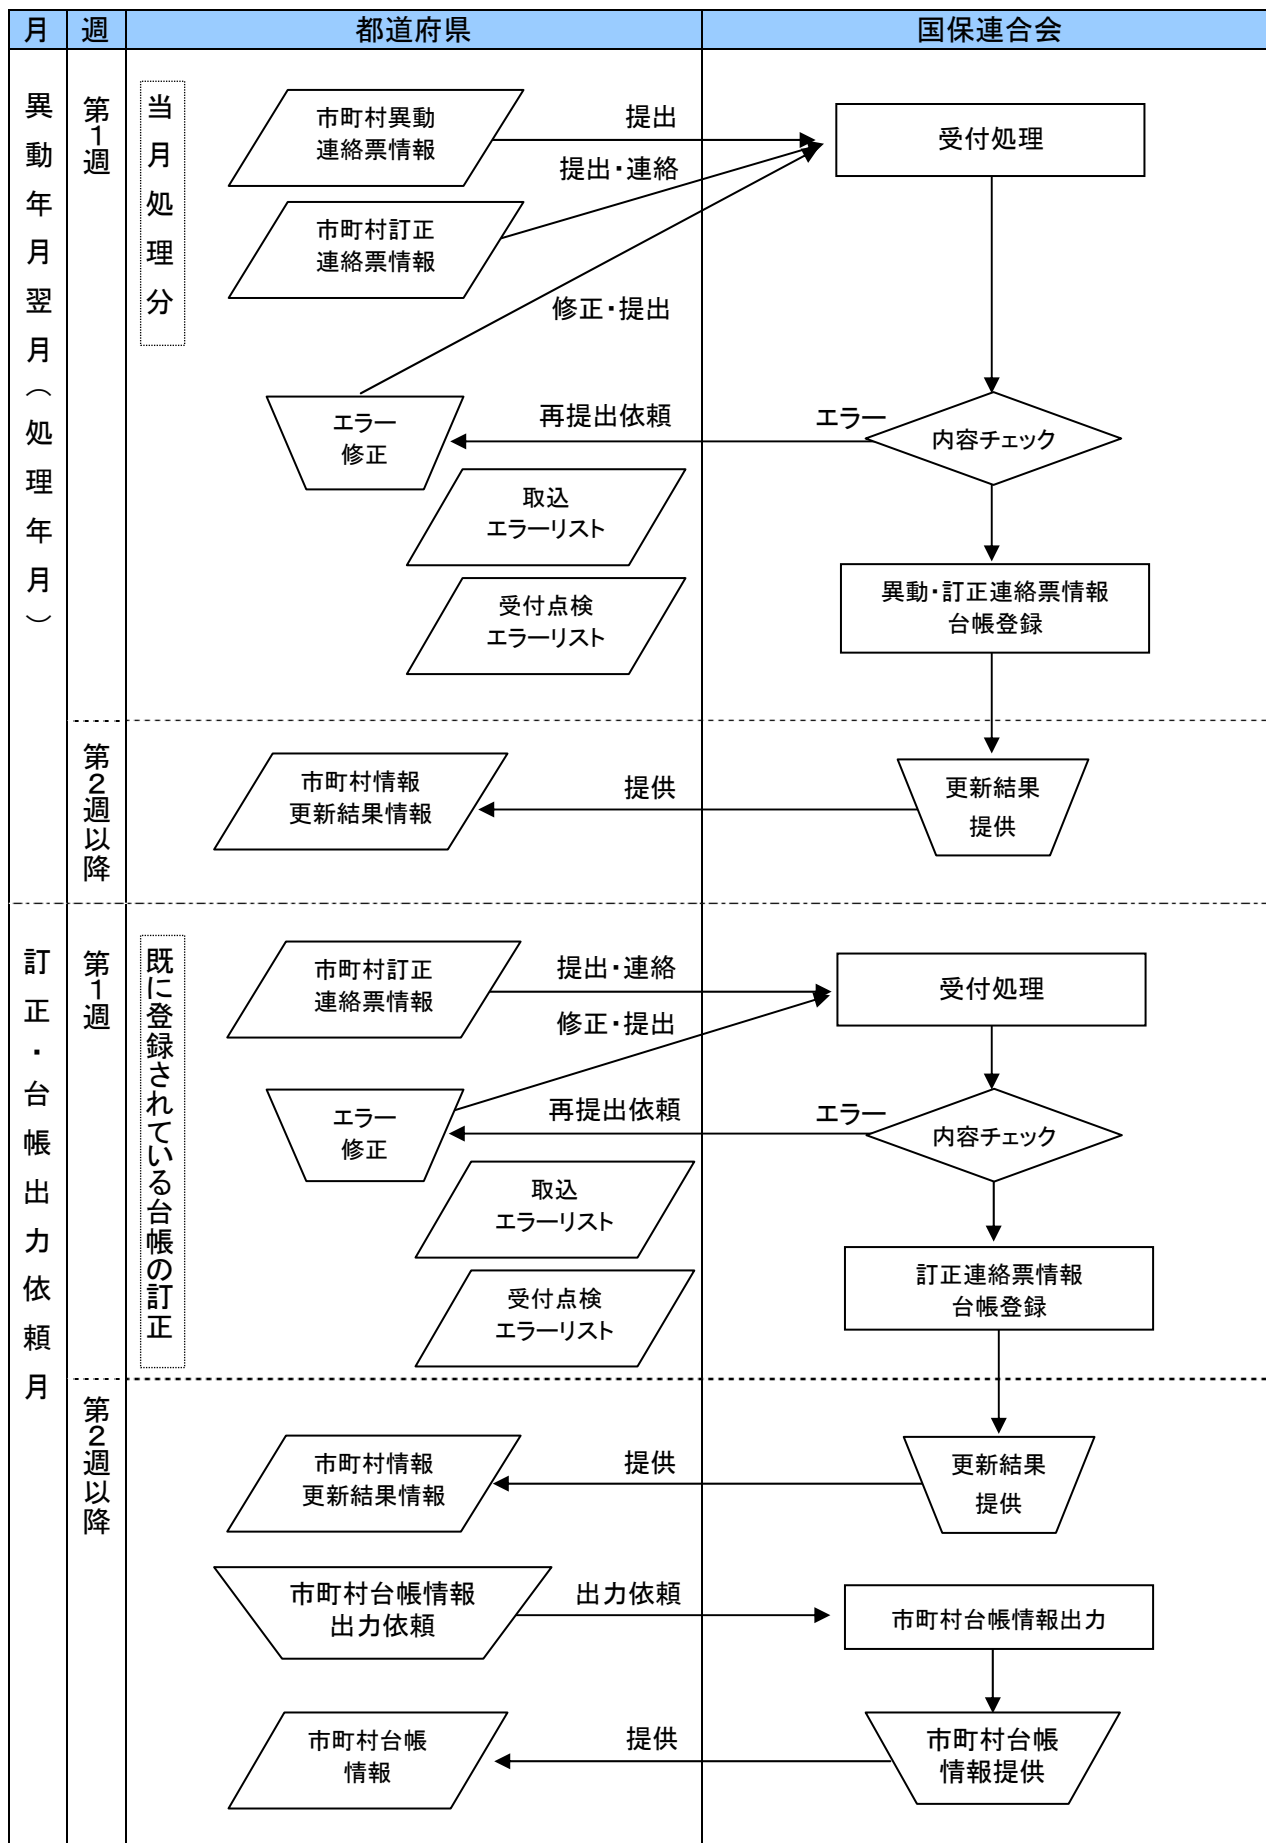 月
週
都道府県
国保連合会
異動年月翌月（処理年月）
第1週
当月処理分
市町村異動
連絡票情報
提出
受付処理
提出・連絡
市町村訂正
連絡票情報
修正・提出
エラー
修正
再提出依頼
エラー
内容チェック
取込
エラーリスト
異動・訂正連絡票情報
台帳登録
受付点検
エラーリスト
第2週以降
市町村情報
更新結果情報
提供
更新結果
提供
訂正・台帳出力依頼月
第1週
既に登録されている台帳の訂正
市町村訂正
連絡票情報
提出・連絡
受付処理
修正・提出
エラー
修正
再提出依頼
エラー
内容チェック
取込
エラーリスト
訂正連絡票情報
台帳登録
受付点検
エラーリスト
第2週以降
市町村情報
更新結果情報
提供
更新結果
提供
市町村台帳情報
出力依頼
出力依頼
市町村台帳情報出力
市町村台帳
情報
提供
市町村台帳
情報提供